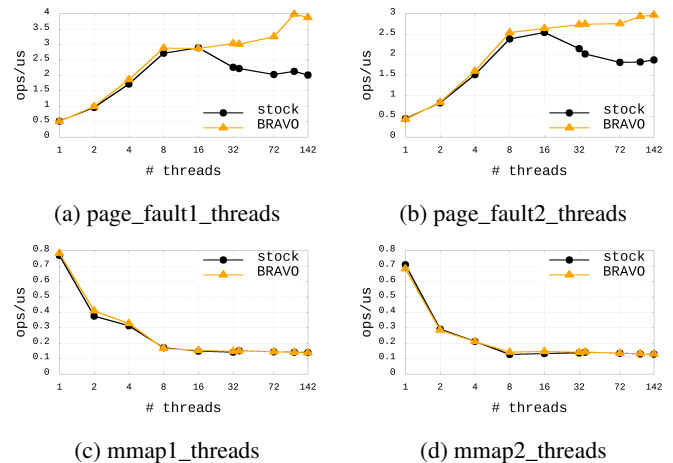 4
3.5
3
2.5
2
1.5
1
0.5
0
ops/us
stock
BRAVO
1 2 4 8 16 32 72 142
# threads
(a) page_fault1_threads
3
2.5
2
1.5
1
0.5
0
ops/us
stock
BRAVO
1 2 4 8 16 32 72 142
# threads
(b) page_fault2_threads
0.8
0.7
0.6
0.5
0.4
0.3
0.2
0.1
0
ops/us
stock
BRAVO
1 2 4 8 16 32 72 142
# threads
(c) mmap1_threads
0.8
0.7
0.6
0.5
0.4
0.3
0.2
0.1
0
ops/us
stock
BRAVO
1 2 4 8 16 32 72 142
# threads
(d) mmap2_threads